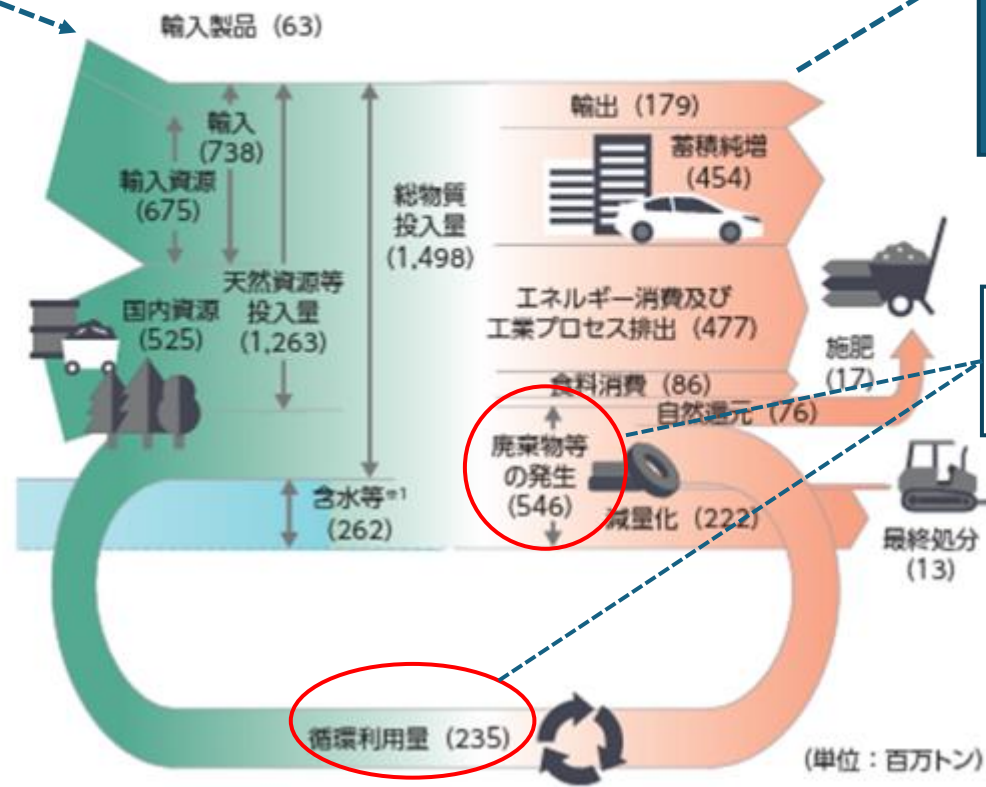 輸入製品 (63)
輸入
(738)
輸入資源
(675)
総物質
投入量
(1,498)
天然資源等
投入量
(1,263)
国内資源
(525)
含水等※1
(262)
輸出 (179)
蓄積純増
(454)
エネルギー消費及び
工業プロセス排出 (477)
食料消費 (86)
施肥
(17)
自然還元 (76)
廃棄物等
の発生
(546)
減量化 (222)
最終処分
(13)
循環利用量 (235)
(単位:百万トン)